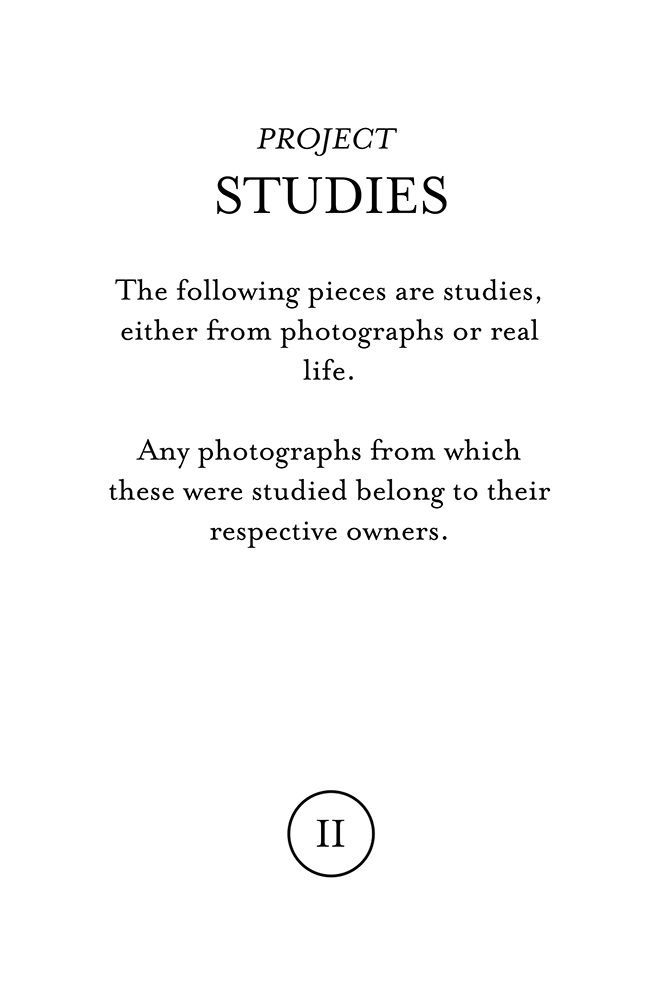 PROJECT
STUDIES
The following pieces are studies,
either from photographs or real
life.
Any photographs from which
these were studied belong to their
respective owners.
II